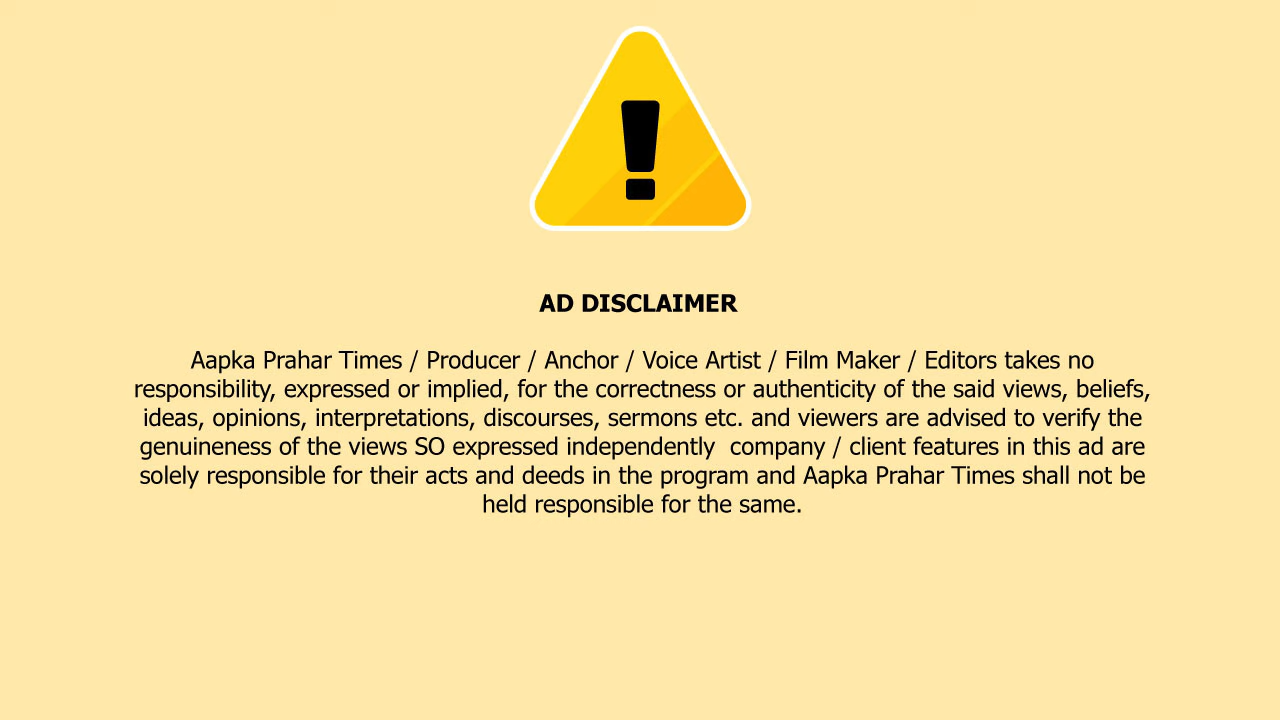 AD DISCLAIMER
Aapka Prahar Times / Producer / Anchor / Voice Artist / Film Maker / Editors takes no
responsibility, expressed or implied, for the correctness or authenticity of the said views, beliefs,
ideas, opinions, interpretations, discourses, sermons etc. and viewers are advised to verify the
genuineness of the views SO expressed independently  company / client features in this ad are
solely responsible for their acts and deeds in the program and Aapka Prahar Times shall not be
held responsible for the same.